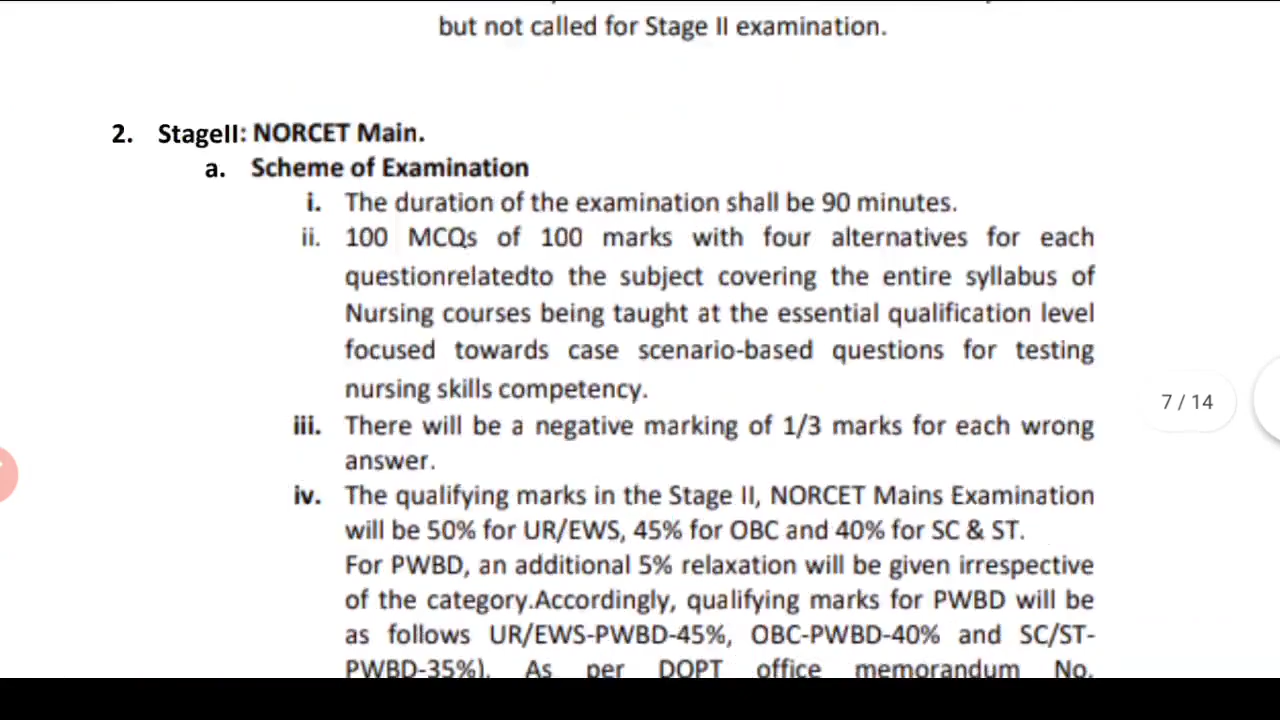 but not called for Stage II examination.
2. StageII: NORCET Main.
a. Scheme of Examination
i. The duration of the examination shall be 90 minutes.
ii. 100 MCQs of 100 marks with four alternatives for each
questionrelatedto the subject covering the entire syllabus of
Nursing courses being taught at the essential qualification level
focused towards case scenario-based questions for testing
nursing skills competency.
7 / 14
iii. There will be a negative marking of 1/3 marks for each wrong
answer.
iv. The qualifying marks in the Stage II, NORCET Mains Examination
will be 50% for UR/EWS, 45% for OBC and 40% for SC & ST.
For PWBD, an additional 5% relaxation will be given irrespective
of the category.Accordingly, qualifying marks for PWBD will be
as follows UR/EWS-PWBD-45%, OBC-PWBD-40% and SC/ST-
PWBD-35%). As per DOPT office memorandum No.